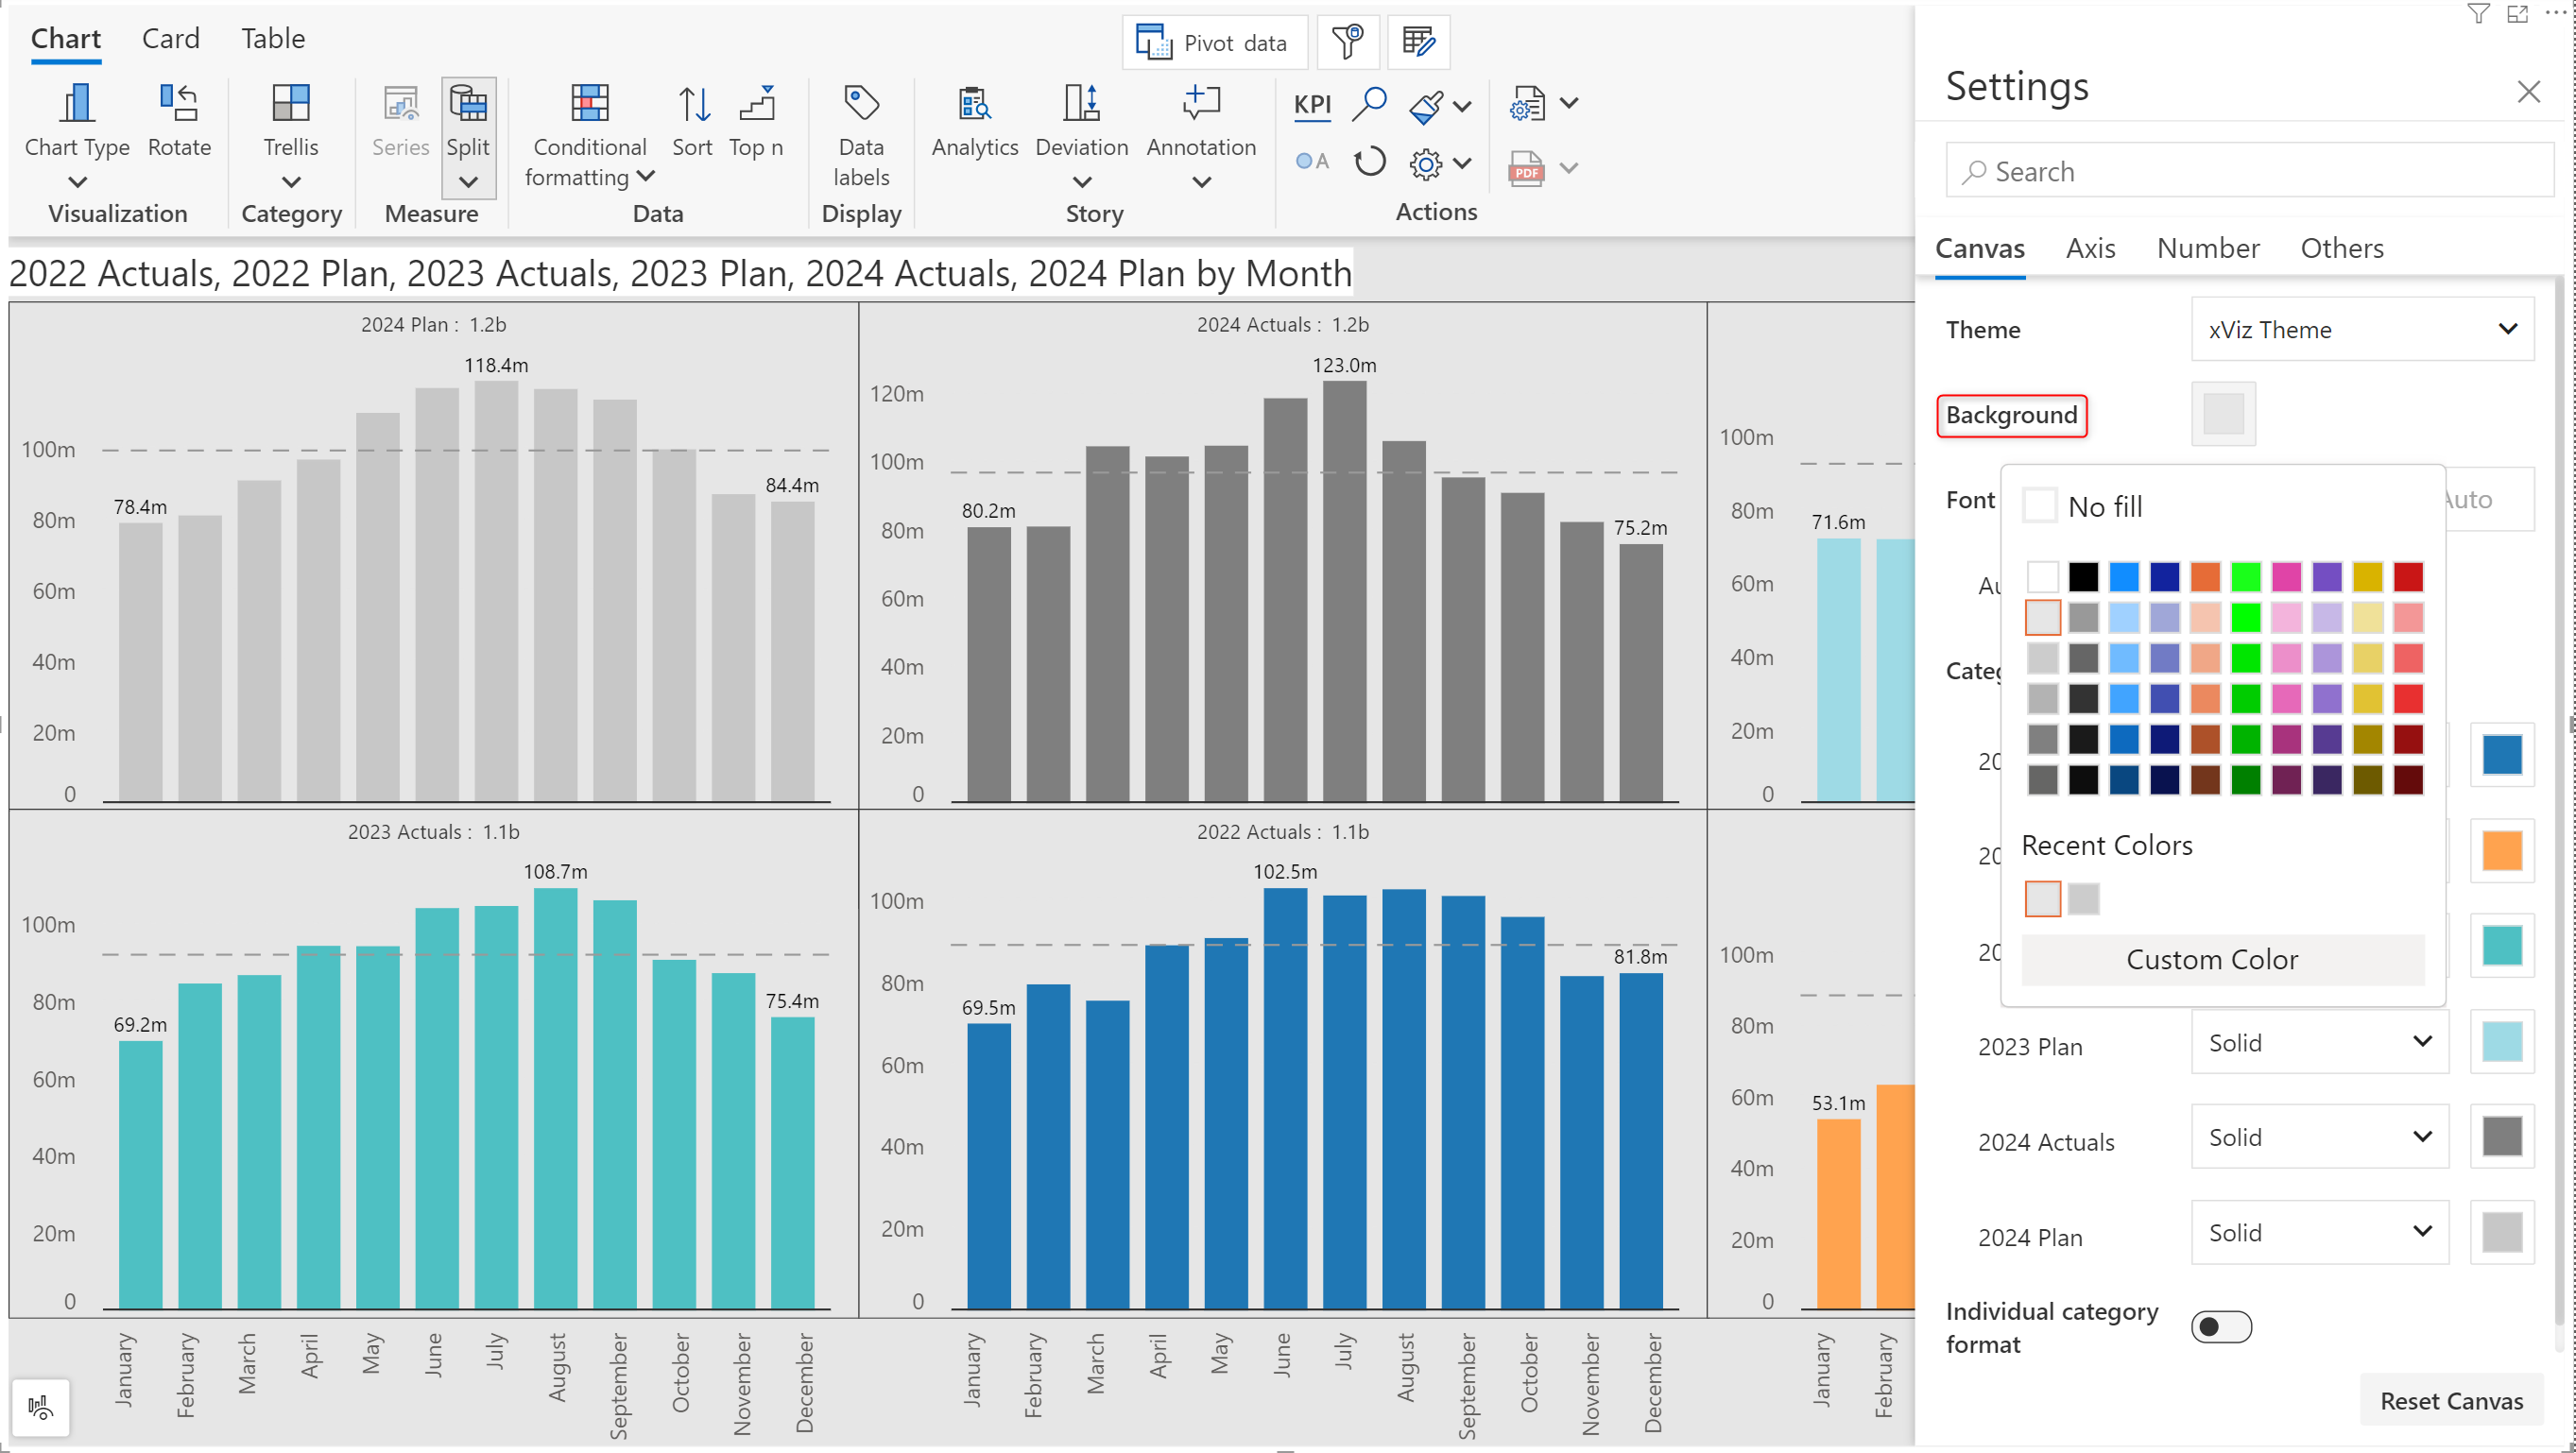 Chart Card Table
Pivot data
Chart Type Rotate
Trellis
Series Split
Conditional formatting Sort Top n
Data labels
Analytics Deviation Annotation
KPI
A
PDF
Visualization Category Measure Data Display Story Actions
2022 Actuals, 2022 Plan, 2023 Actuals, 2023 Plan, 2024 Actuals, 2024 Plan by Month
2024 Plan : 1.2b
118.4m
78.4m
84.4m
100m
80m
60m
40m
20m
0
2024 Actuals : 1.2b
123.0m
80.2m
75.2m
120m
100m
80m
60m
40m
20m
0
71.6m
100m
80m
60m
40m
20m
0
2023 Actuals : 1.1b
108.7m
69.2m
75.4m
100m
80m
60m
40m
20m
0
2022 Actuals : 1.1b
102.5m
69.5m
81.8m
100m
80m
60m
40m
20m
0
53.1m
100m
80m
60m
40m
20m
0
January February March April May June July August September October November December
January February March April May June July August September October November December
January February
Settings
Search
Canvas Axis Number Others
Theme xViz Theme
Background
Font
No fill
Recent Colors
Custom Color
2023 Plan Solid
2024 Actuals Solid
2024 Plan Solid
Individual category
format
Reset Canvas